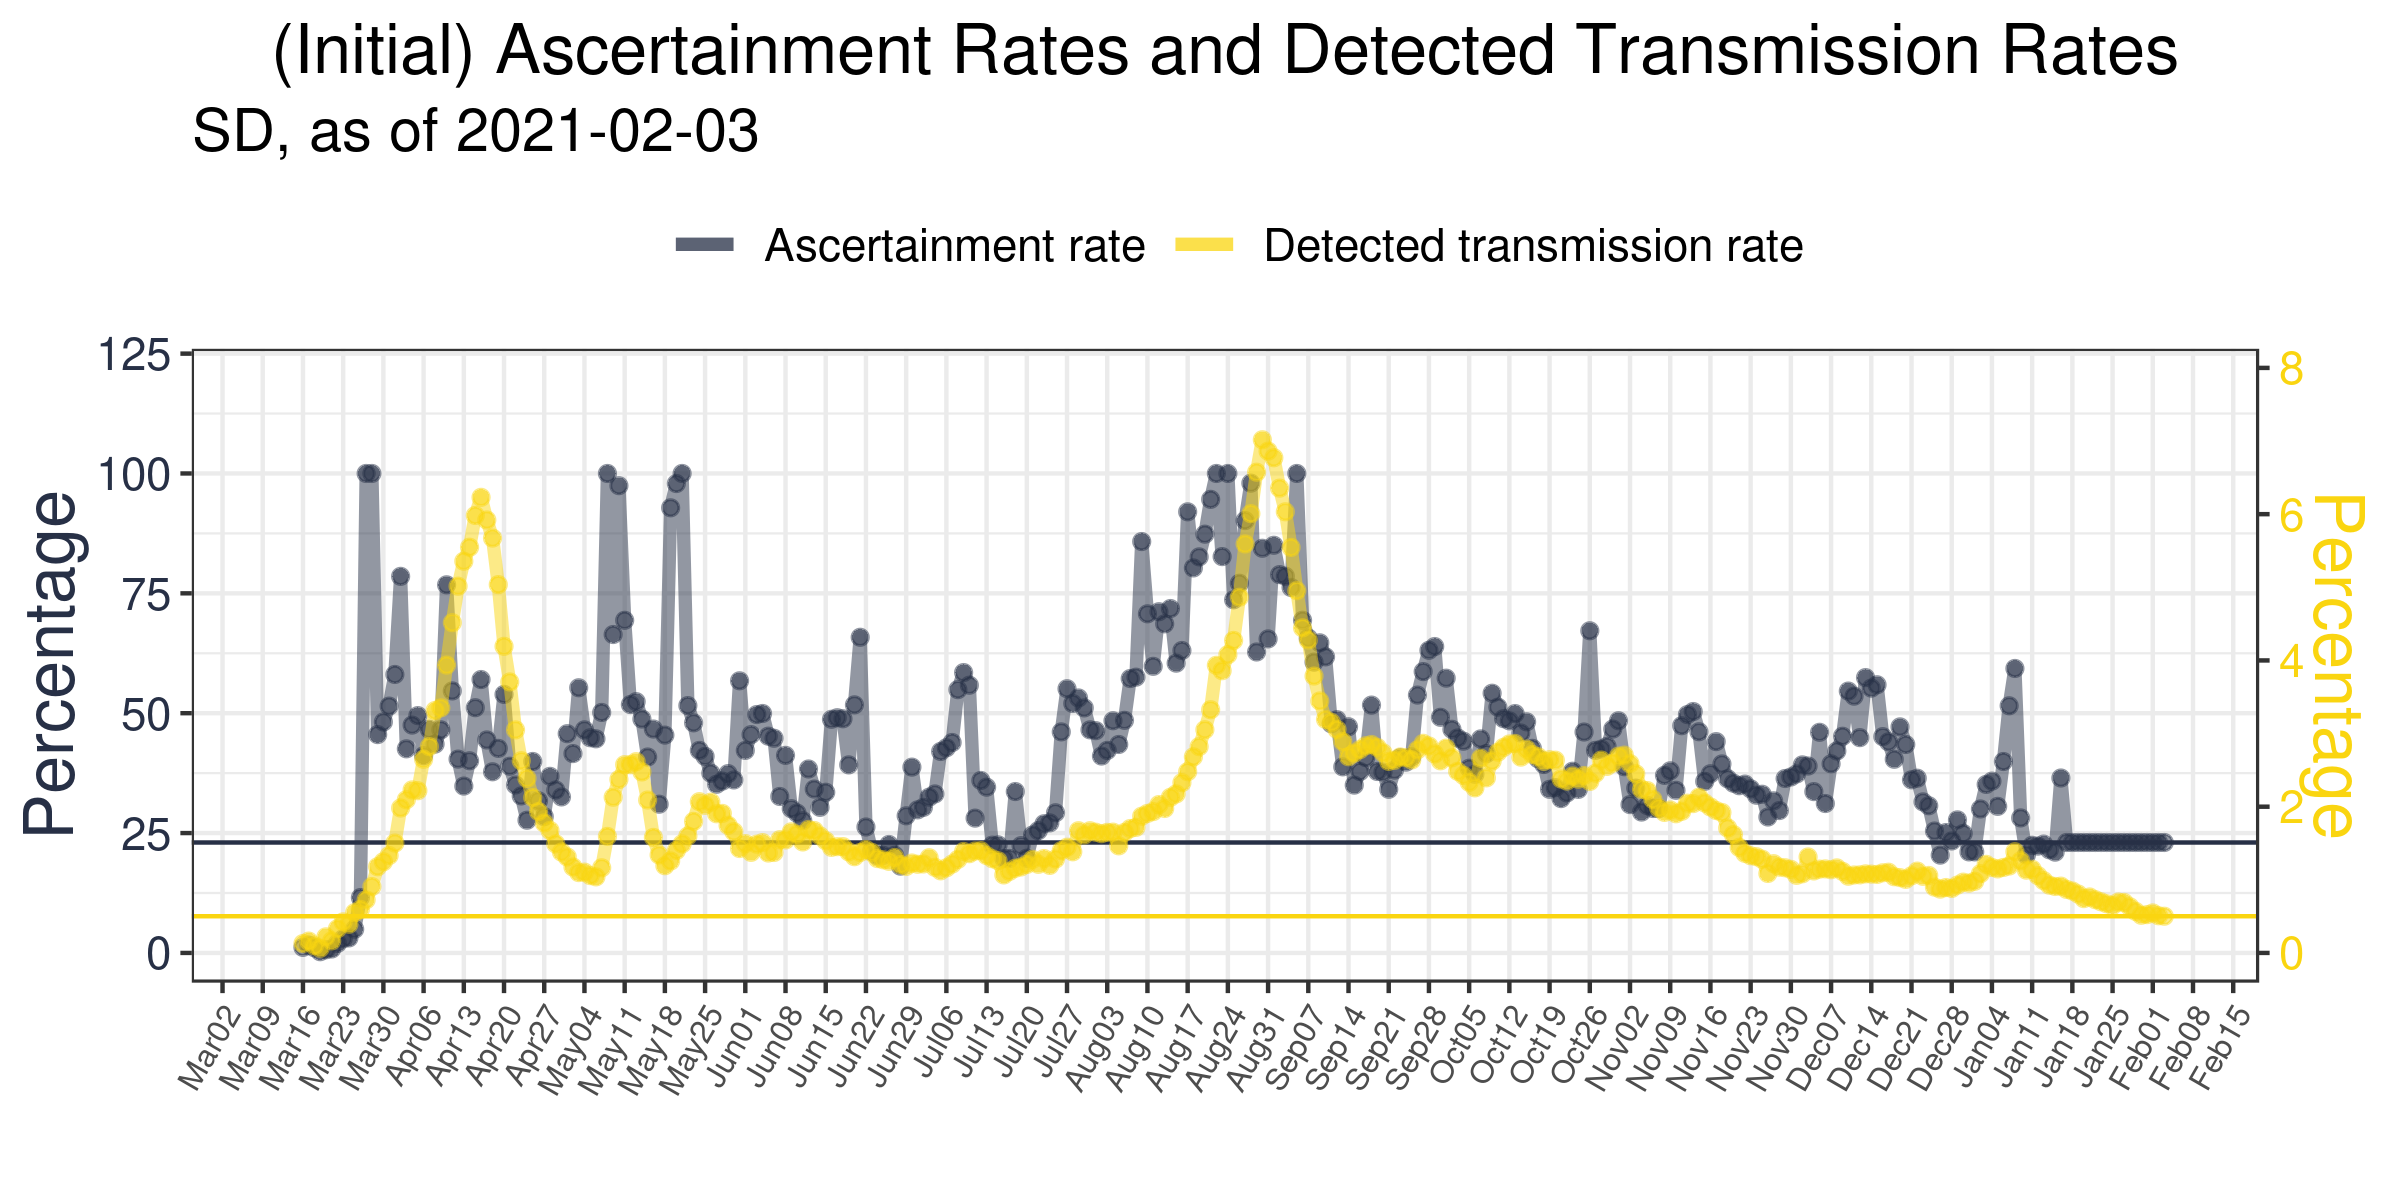 (Initial) Ascertainment Rates and Detected Transmission Rates
SD, as of 2021-02-03
Ascertainment rate
Detected transmission rate
Percentage
125
100
75
50
25
0
8
6
4
2
0
Percentage
Mar02
Mar09
Mar16
Mar23
Mar30
Apr06
Apr13
Apr20
Apr27
May04
May11
May18
May25
Jun01
Jun08
Jun15
Jun22
Jun29
Jul06
Jul13
Jul20
Jul27
Aug03
Aug10
Aug17
Aug24
Aug31
Sep07
Sep14
Sep21
Sep28
Oct05
Oct12
Oct19
Oct26
Nov02
Nov09
Nov16
Nov23
Nov30
Dec07
Dec14
Dec21
Dec28
Jan04
Jan11
Jan18
Jan25
Feb01
Feb08
Feb15